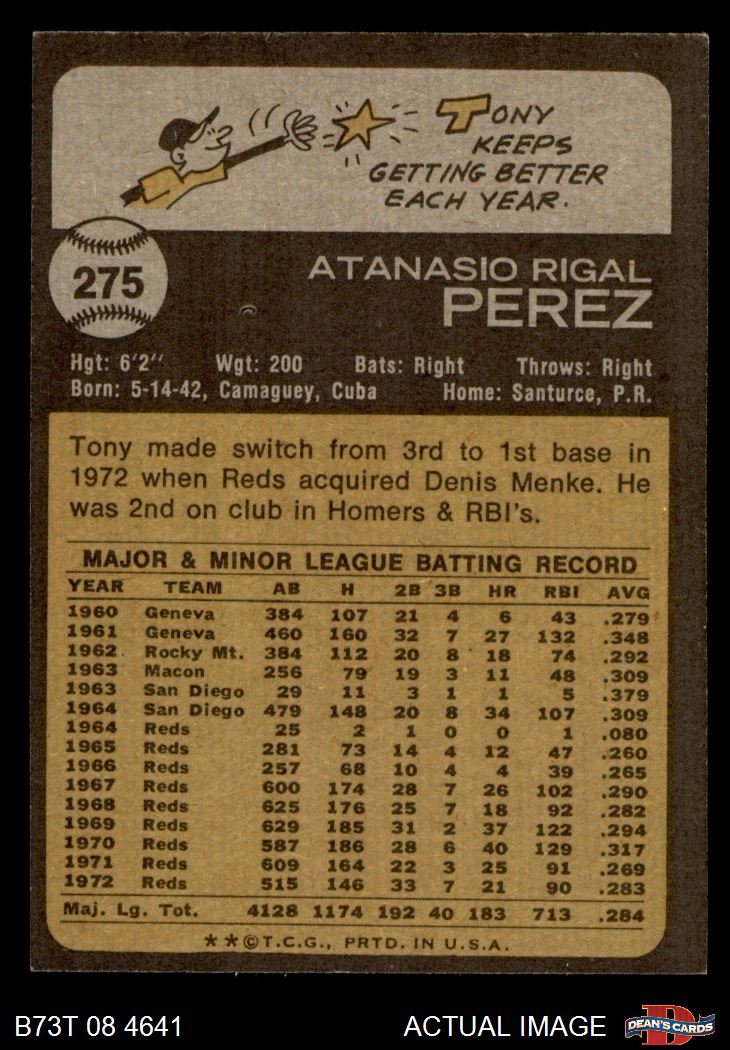 TONY
KEEPS
GETTING BETTER
EACH YEAR.
275
ATANASIO RIGAL
PEREZ
Hgt: 6'2" Wgt: 200 Bats: Right Throws: Right
Born: 5-14-42, Camaguey, Cuba Home: Santurce, P.R.
Tony made switch from 3rd to 1st base in
1972 when Reds acquired Denis Menke. He
was 2nd on club in Homers & RBI's.
MAJOR & MINOR LEAGUE BATTING RECORD
YEAR TEAM AB H 2B 3B HR RBI AVG
1960 Geneva 384 107 21 4 6 43 .279
1961 Geneva 460 160 32 7 27 132 .348
1962 Rocky Mt. 384 112 20 8 18 74 .292
1963 Macon 256 79 19 3 11 48 .309
1963 San Diego 29 11 3 1 1 5 .379
1964 San Diego 479 148 20 8 34 107 .309
1964 Reds 25 2 1 0 0 1 .080
1965 Reds 281 73 14 4 12 47 .260
1966 Reds 257 68 10 4 4 39 .265
1967 Reds 600 174 28 7 26 102 .290
1968 Reds 625 176 25 7 18 92 .282
1969 Reds 629 185 31 2 37 122 .294
1970 Reds 587 186 28 6 40 129 .317
1971 Reds 609 164 22 3 25 91 .269
1972 Reds 515 146 33 7 21 90 .283
Maj. Lg. Tot. 4128 1174 192 40 183 713 .284
**©T.C.G., PRTD. IN U.S.A.
B73T 08 4641 ACTUAL IMAGE
D
DEAN'S CARDS